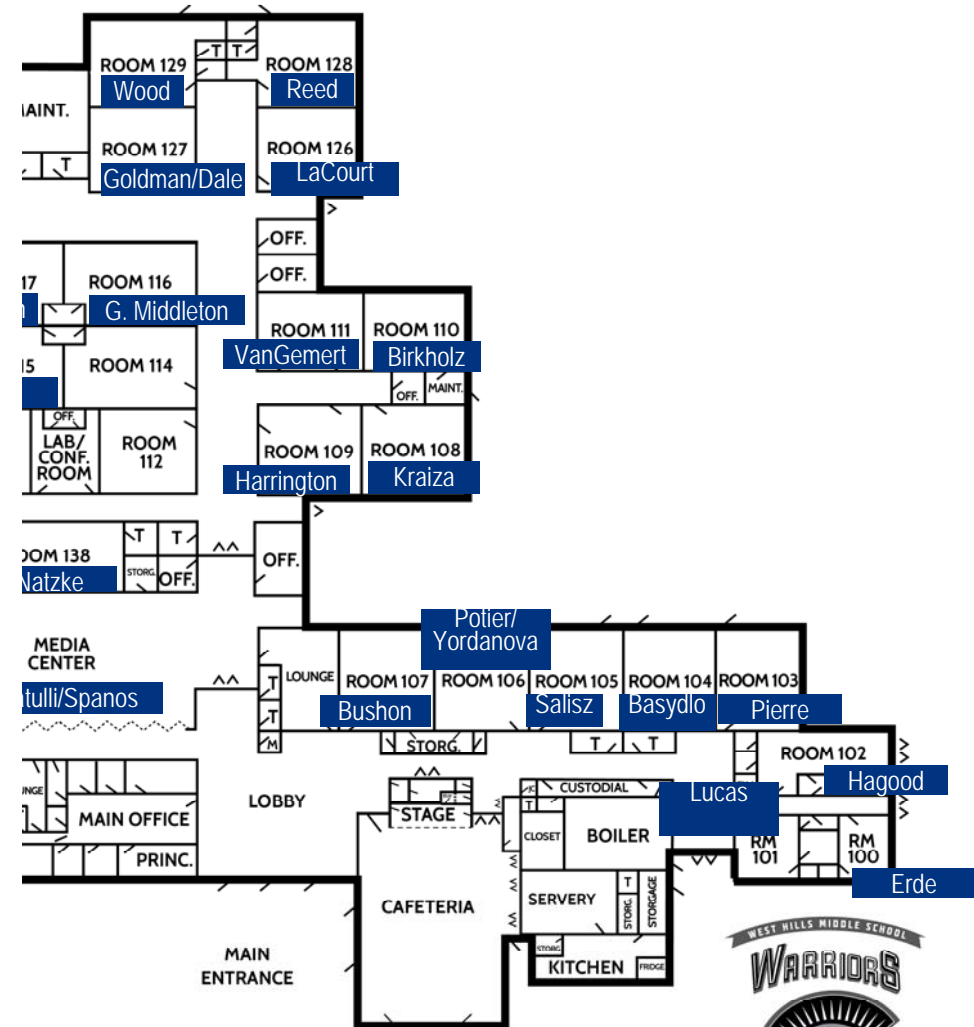 ROOM 129
T T
ROOM 128
Wood
Reed
ROOM 127
ROOM 126
T
Goldman/Dale
LaCourt
OFF.
OFF.
17
ROOM 116
G. Middleton
ROOM 111
ROOM 110
VanGemert
Birkholz
15
ROOM 114
OFF.
MAINT.
OFF.
LAB/
CONF.
ROOM
ROOM
112
ROOM 109
ROOM 108
Harrington
Kraiza
T T
138
STORG.
OFF.
OFF.
Natzke
Potier/
Yordanova
MEDIA
CENTER
LOUNGE
T
ROOM 107
ROOM 106
ROOM 105
ROOM 104
ROOM 103
/Spanos
Bushon
Salisz
Basydlo
Pierre
T
M
STORG.
T T
ROOM 102
Hagood
CUSTODIAL
Lucas
LOBBY
STAGE
T
MAIN OFFICE
CLOSET
BOILER
RM
101
RM
100
PRINC.
Erde
SERVERY
T
STORG.
STORGAGE
CAFETERIA
STORG.
KITCHEN
FRIDGE
MAIN
ENTRANCE
WEST HILLS MIDDLE SCHOOL
WARRIORS